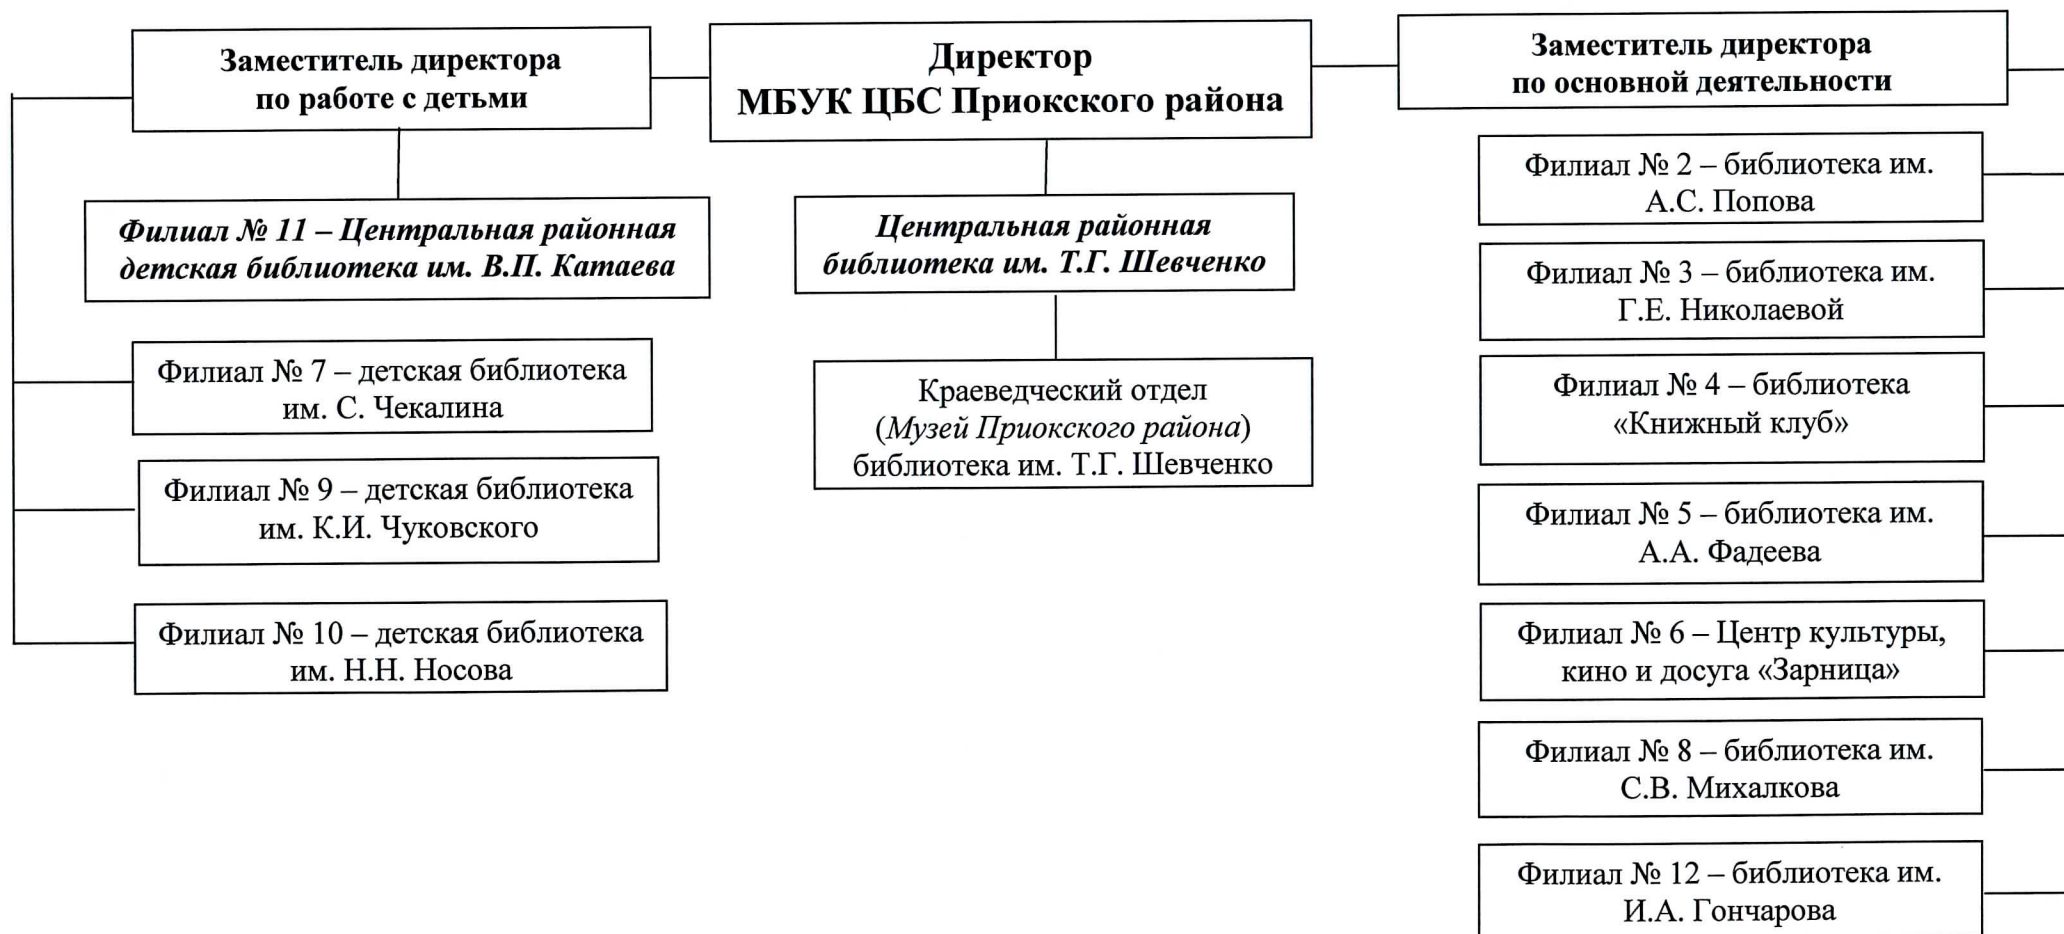 Заместитель директора
по работе с детьми
Филиал № 11 – Центральная районная
детская библиотека им. В.П. Катаева
Филиал № 7 – детская библиотека
им. С. Чекалина
Филиал № 9 – детская библиотека
им. К.И. Чуковского
Филиал № 10 – детская библиотека
им. Н.Н. Носова
Директор
МБУК ЦБС Приокского района
Центральная районная
библиотека им. Т.Г. Шевченко
Краеведческий отдел
(Музей Приокского района)
библиотека им. Т.Г. Шевченко
Заместитель директора
по основной деятельности
Филиал № 2 – библиотека им.
А.С. Попова
Филиал № 3 – библиотека им.
Г.Е. Николаевой
Филиал № 4 – библиотека
«Книжный клуб»
Филиал № 5 – библиотека им.
А.А. Фадеева
Филиал № 6 – Центр культуры,
кино и досуга «Зарница»
Филиал № 8 – библиотека им.
С.В. Михалкова
Филиал № 12 – библиотека им.
И.А. Гончарова